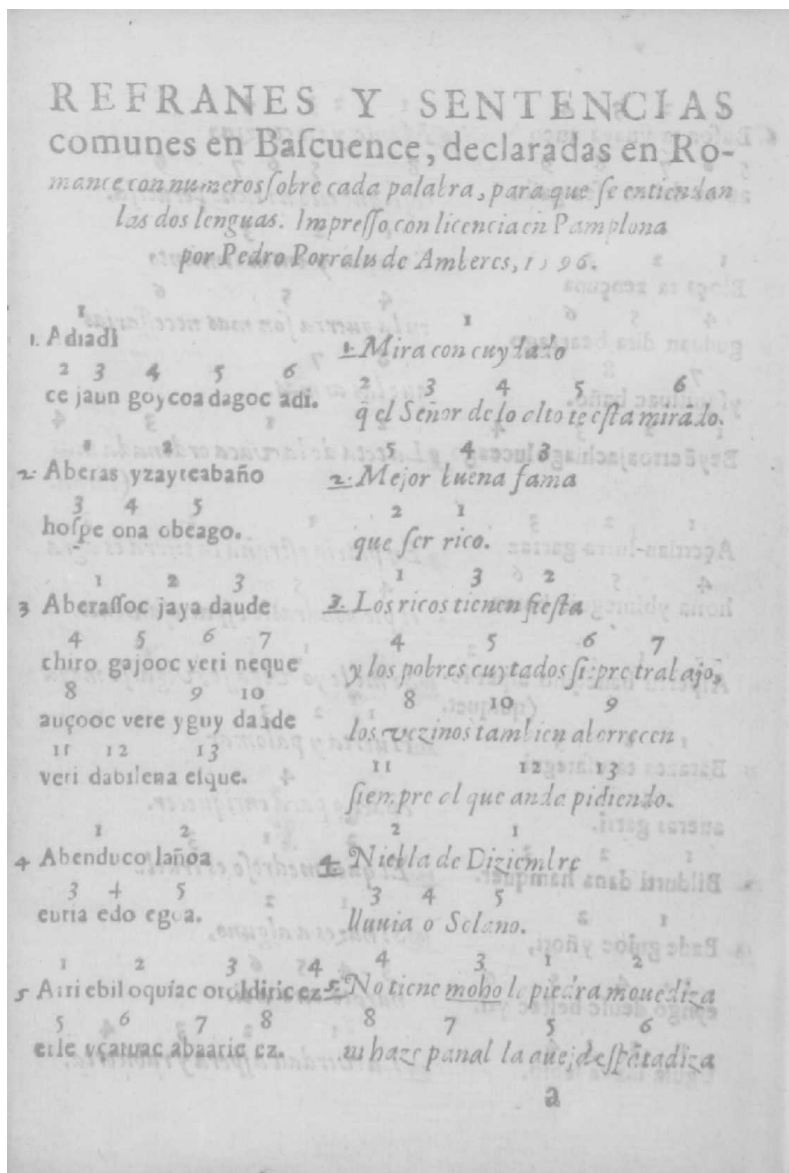 REFRANES Y SENTENCIAS
comunes en Baſcuence, declaradas en Ro-
mance con numeros ſobre cada palabra, para que ſe entiendan
las dos lenguas. Impreſſo con licencia en Pamplona
por Pedro Porralis de Amberes, 1596.
1
1. Adiadi
2 3 4 5 6
ce jaun goycoa dagoc adi.
1
1. Mira con cuydado
2 3 4 5 6
q̃ el Señor de lo alto te eſta mirãdo.
1 2
2. Aberas yzayteabaño
3 4 5
hoſpe ona obeago.
5 4 3
2. Mejor buena fama
2 1
que ſer rico.
1 2 3
3 Aberaſſoc jaya daude
4 5 6 7
chiro gajooc veri neque
8 9 10
auçooc vere yguy daude
11 12 13
veri dabilena eſque.
1 3 2
3. Los ricos tienen fieſta
4 5 6 7
y los pobres cuytados ſiẽpre trabajo,
8 10 9
los vezinos tambien aborrecen
11 12 13
ſiempre el que anda pidiendo.
1 2
4 Abenduco lañoa
3 4 5
euria edo egoa.
2 1
4. Niebla de Diziembre
3 4 5
lluuia o Solano.
1 2 3 4
5 Arri ebil oquiac oroldiric ez
5 6 7 8
erle vçatuac abaaric ez.
4 3 1 2
5. No tiene moho la piedra mouediza
8 7 5 6
ni haze panal la aueja eſpãtadiza
a